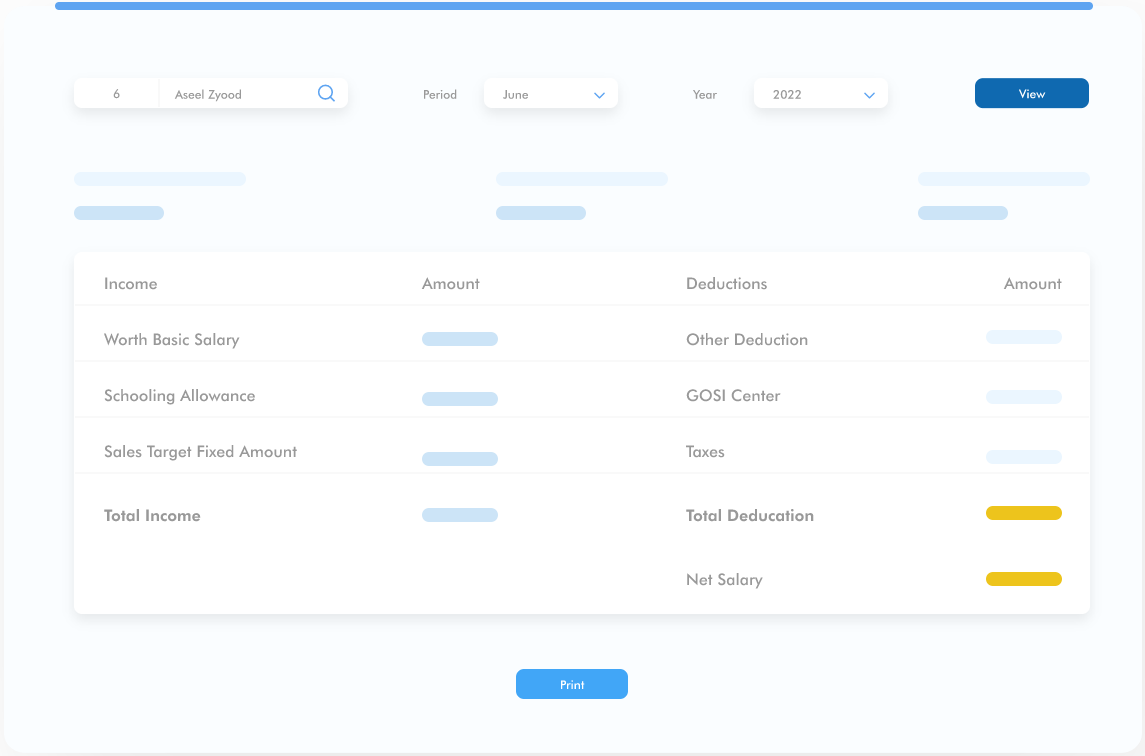 6 Aseel Zyood Period June Year 2022 View
Income Amount Deductions Amount
Worth Basic Salary Other Deduction
Schooling Allowance GOSI Center
Sales Target Fixed Amount Taxes
Total Income Total Deducation
Net Salary
Print